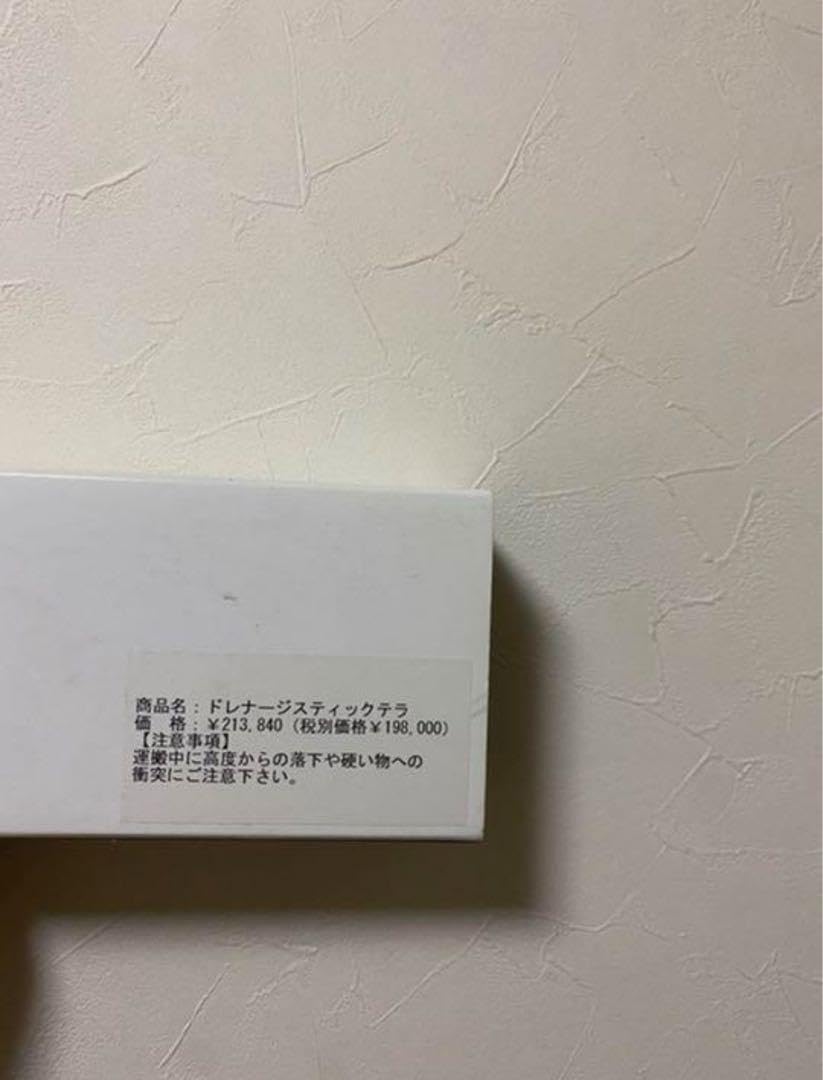 商品名：ドレナージスティックテラ
価　格：￥213,840（税別価格￥198,000）
【注意事項】
運搬中に高度からの落下や硬い物への
衝突にご注意下さい。